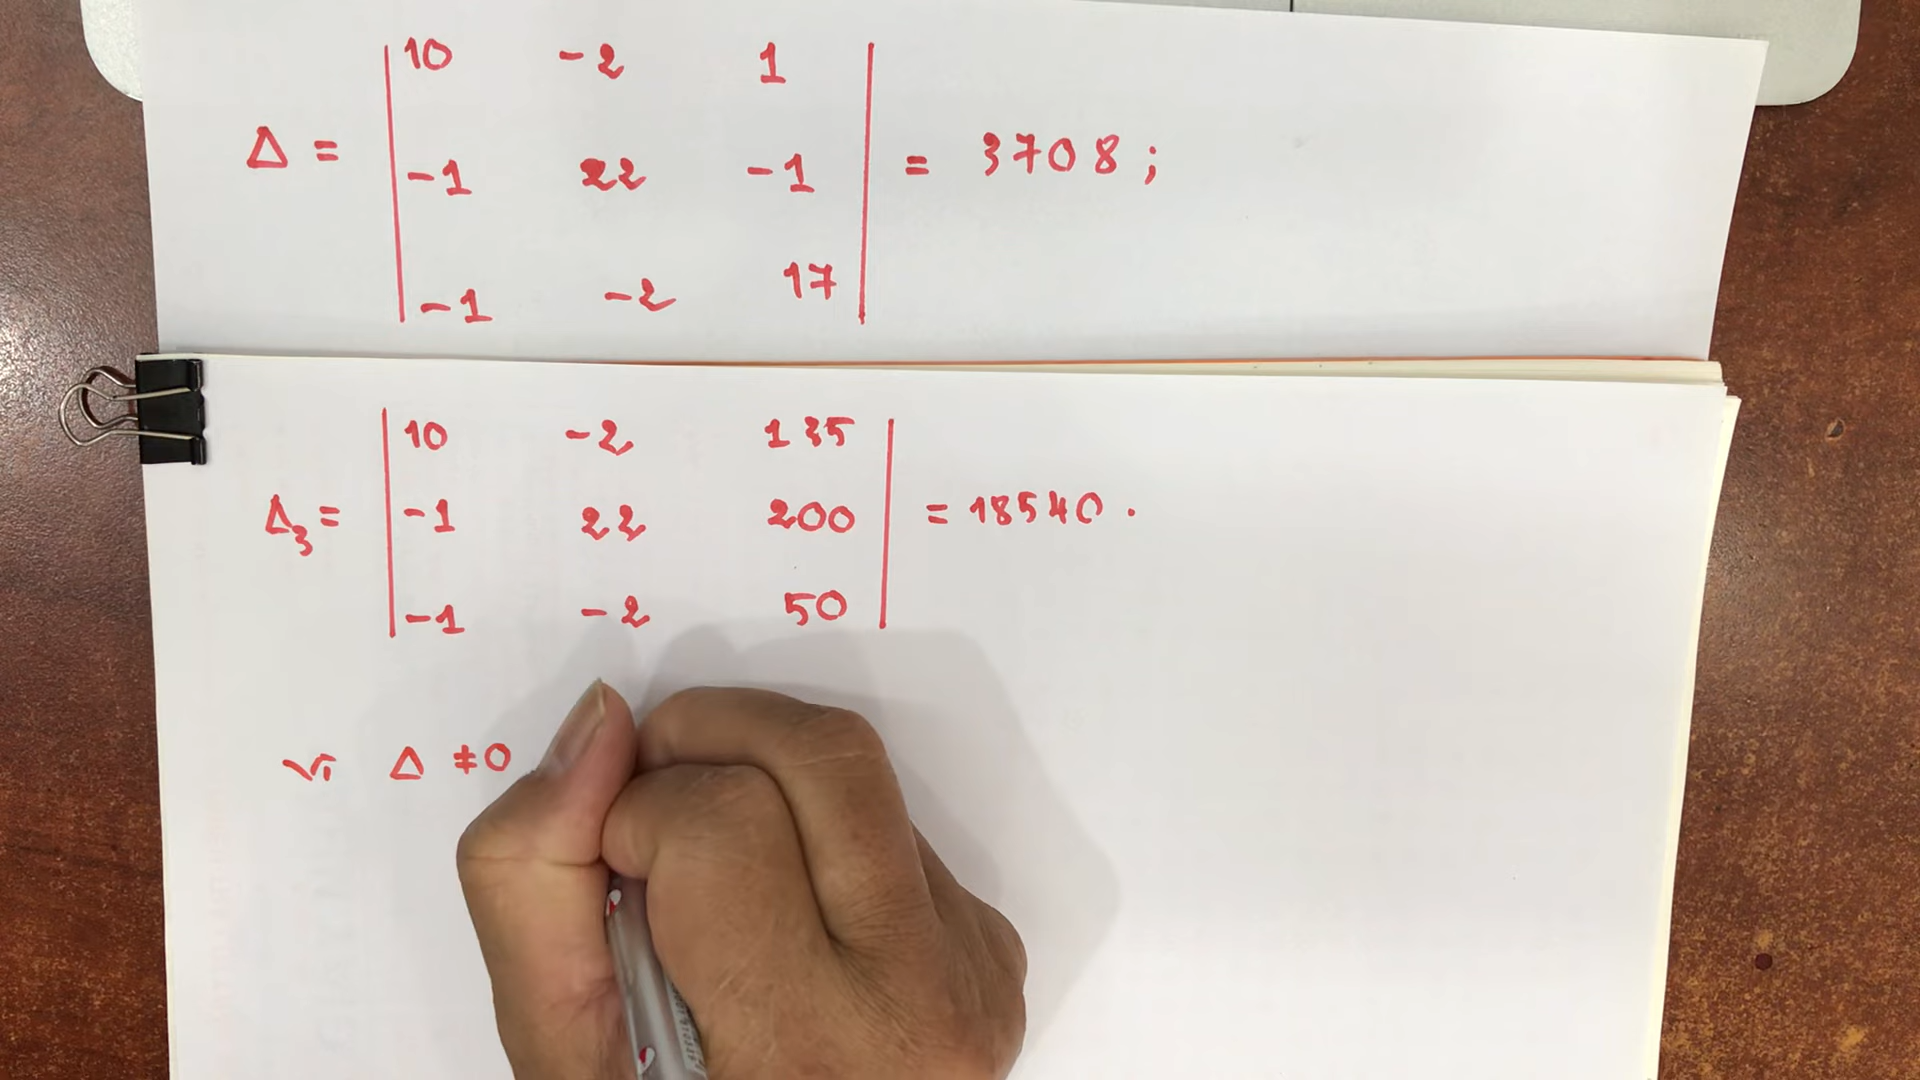 10 -2 1
Δ = -1 22 -1 = 3708 ;
-1 -2 17
10 -2 135
Δ3 = -1 22 200 = 18540 .
-1 -2 50
Vì Δ ≠ 0